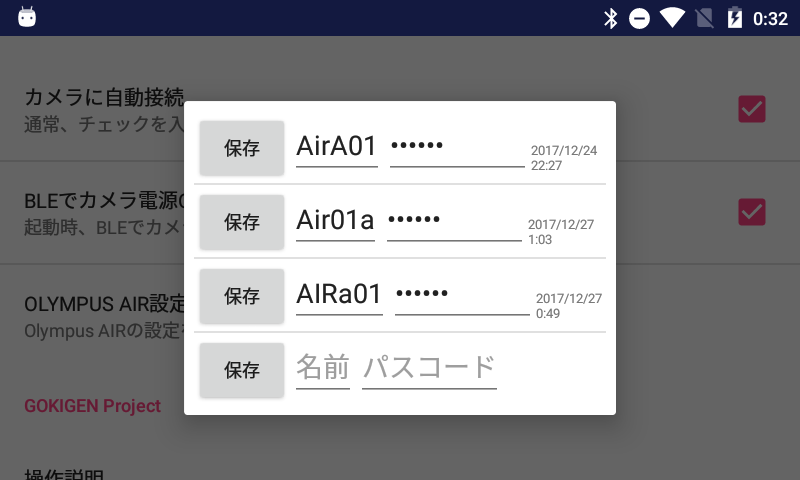 0:32
カメラに自動接続
通常、チェックを入
BLEでカメラ電源
起動時、BLEでカメ
OLYMPUS AIR設定
Olympus AIRの設定
GOKIGEN Project
操作説明
保存 AirA01 •••••• 2017/12/24 22:27
保存 Air01a •••••• 2017/12/27 1:03
保存 AIRa01 •••••• 2017/12/27 0:49
保存 名前 パスコード